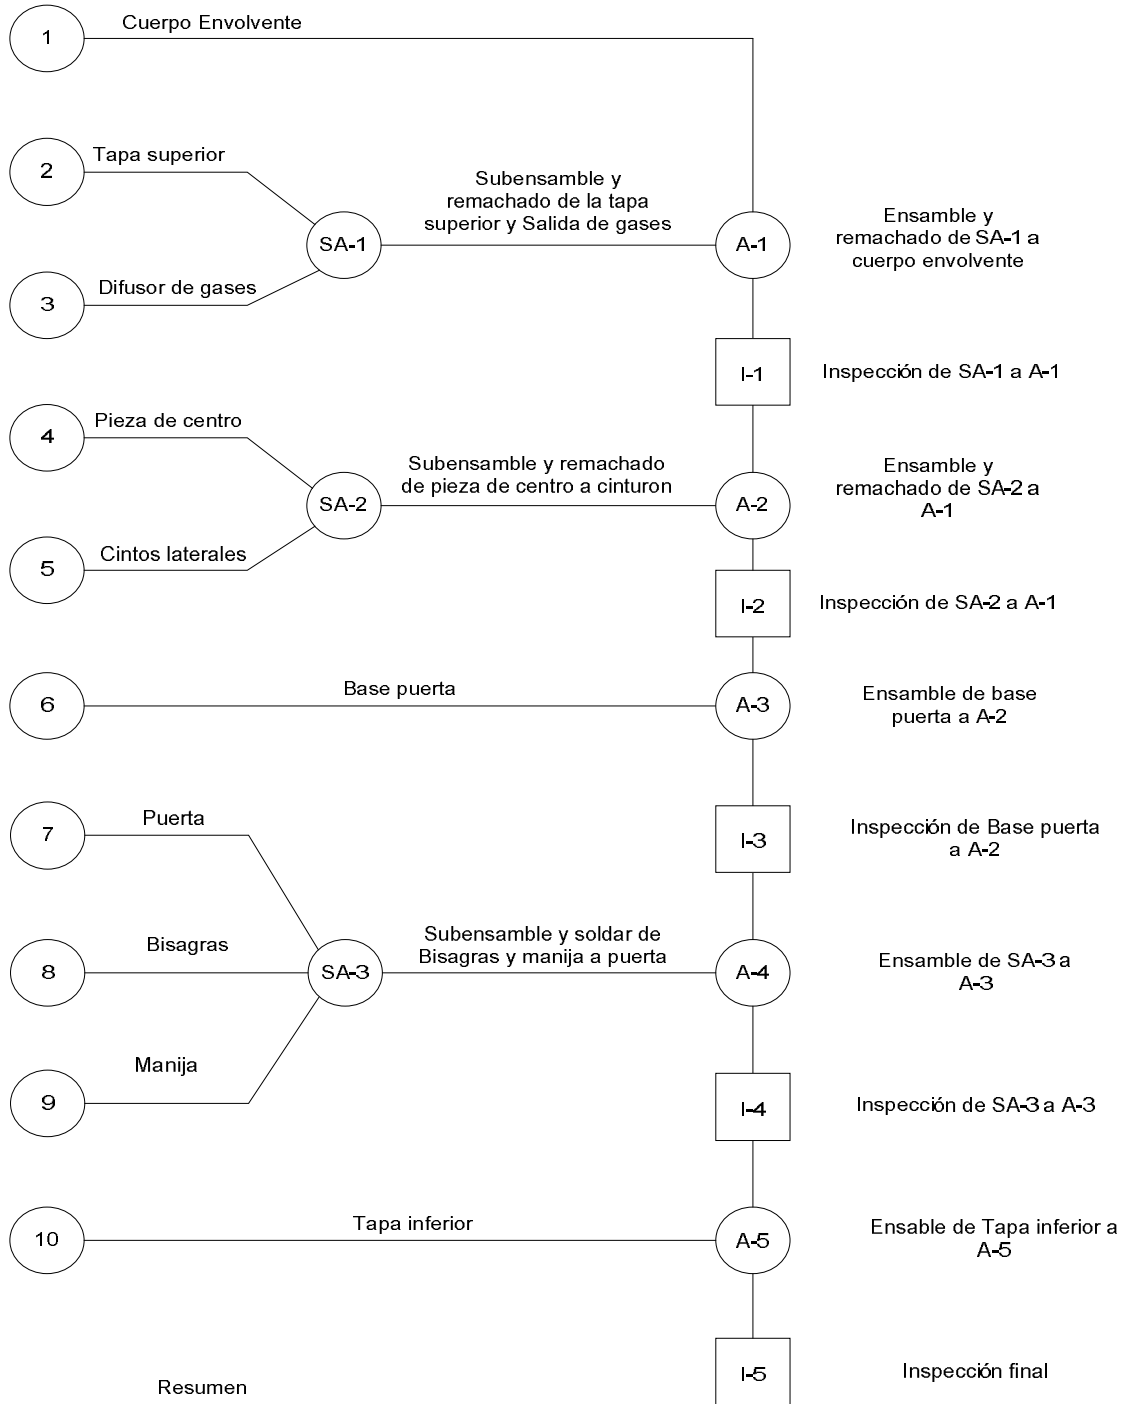 1
Cuerpo Envolvente
2
Tapa superior
3
Difusor de gases
SA-1
Subensamble y
remachado de la tapa
superior y Salida de gases
A-1
Ensamble y
remachado de SA-1 a
cuerpo envolvente
I-1
Inspección de SA-1 a A-1
4
Pieza de centro
5
Cintos laterales
SA-2
Subensamble y remachado
de pieza de centro a cinturon
A-2
Ensamble y
remachado de SA-2 a
A-1
I-2
Inspección de SA-2 a A-1
6
Base puerta
A-3
Ensamble de base
puerta a A-2
I-3
Inspección de Base puerta
a A-2
7
Puerta
8
Bisagras
9
Manija
SA-3
Subensamble y soldar de
Bisagras y manija a puerta
A-4
Ensamble de SA-3 a
A-3
I-4
Inspección de SA-3 a A-3
10
Tapa inferior
A-5
Ensable de Tapa inferior a
A-5
I-5
Inspección final
Resumen